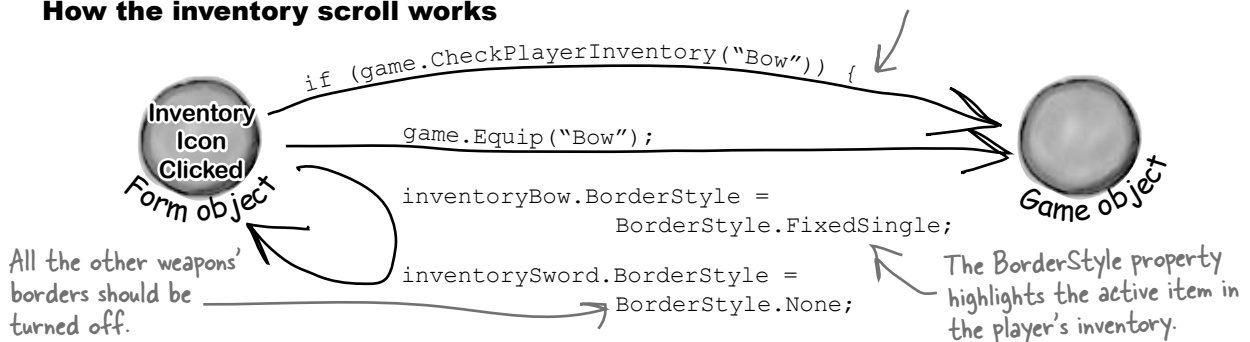 How the inventory scroll works
if (game.CheckPlayerInventory(“Bow”)) {
Inventory
Icon
Clicked
Form object
game.Equip(“Bow”);
Game object
inventoryBow.BorderStyle =
BorderStyle.FixedSingle;
All the other weapons’
borders should be
turned off.
inventorySword.BorderStyle =
BorderStyle.None;
The BorderStyle property
highlights the active item in
the player’s inventory.